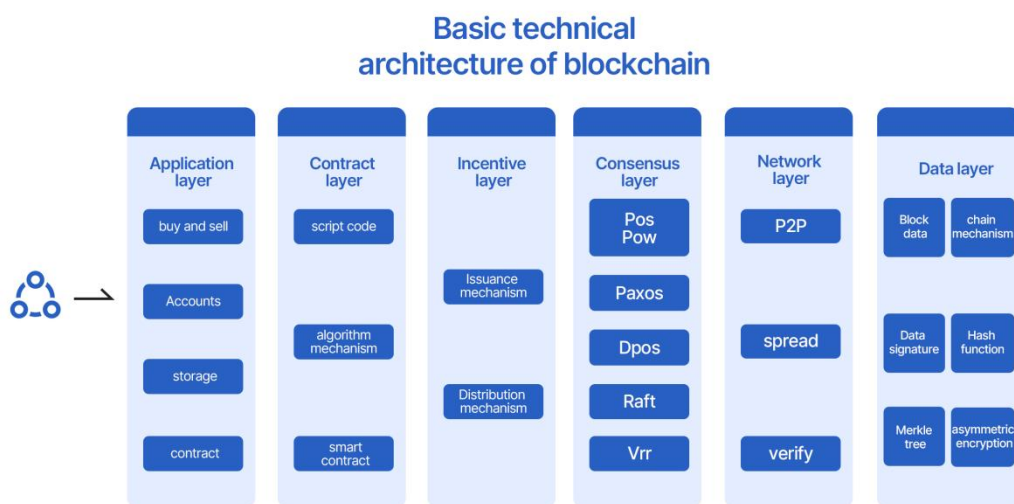 Basic technical
architecture of blockchain
Application
layer
buy and sell
Accounts
storage
contract
Contract
layer
script code
algorithm
mechanism
smart
contract
Incentive
layer
Issuance
mechanism
Distribution
mechanism
Consensus
layer
Pos
Pow
Paxos
Dpos
Raft
Vrr
Network
layer
P2P
spread
verify
Data layer
Block
data
chain
mechanism
Data
signature
Hash
function
Merkle
tree
asymmetric
encryption